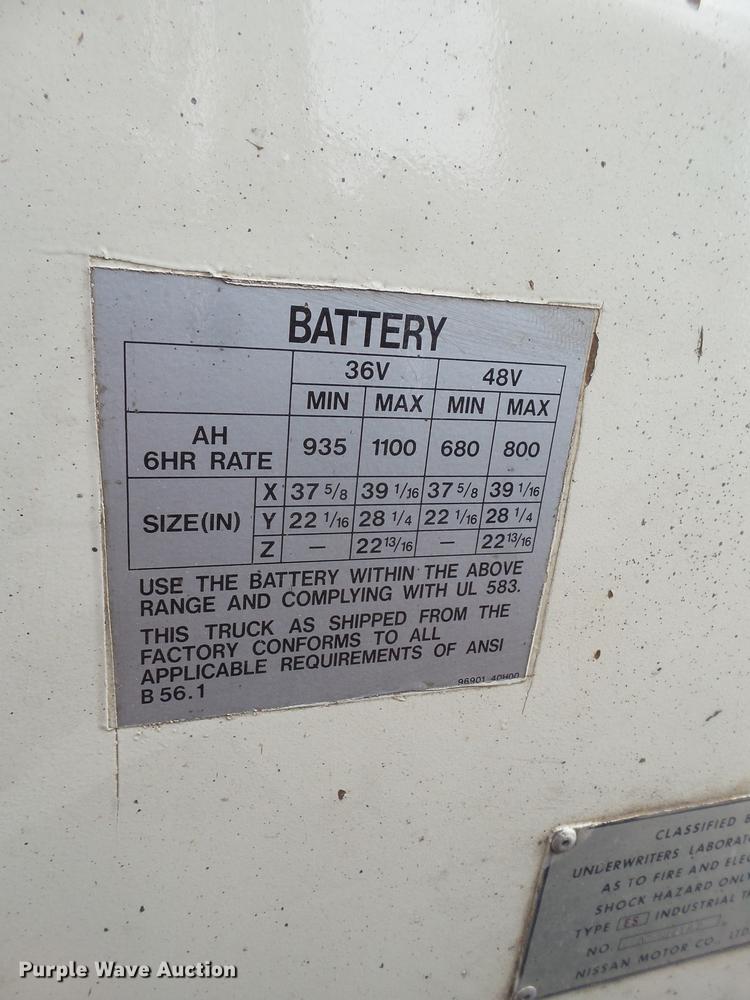 BATTERY
36V 48V
MIN MAX MIN MAX
AH
6HR RATE 935 1100 680 800
SIZE(IN) X 37 5/8 39 1/16 37 5/8 39 1/16
Y 22 1/16 28 1/4 22 1/16 28 1/4
Z — 22 13/16 — 22 13/16
USE THE BATTERY WITHIN THE ABOVE
RANGE AND COMPLYING WITH UL 583.
THIS TRUCK AS SHIPPED FROM THE
FACTORY CONFORMS TO ALL
APPLICABLE REQUIREMENTS OF ANSI
B 56.1
96901 40H00
CLASSIFIED
UNDERWRITERS
AS TO FIRE AND
SHOCK HAZARD ONLY
TYPE ES INDUSTRIAL
NO.
NISSAN MOTOR CO., LTD
Purple Wave Auction